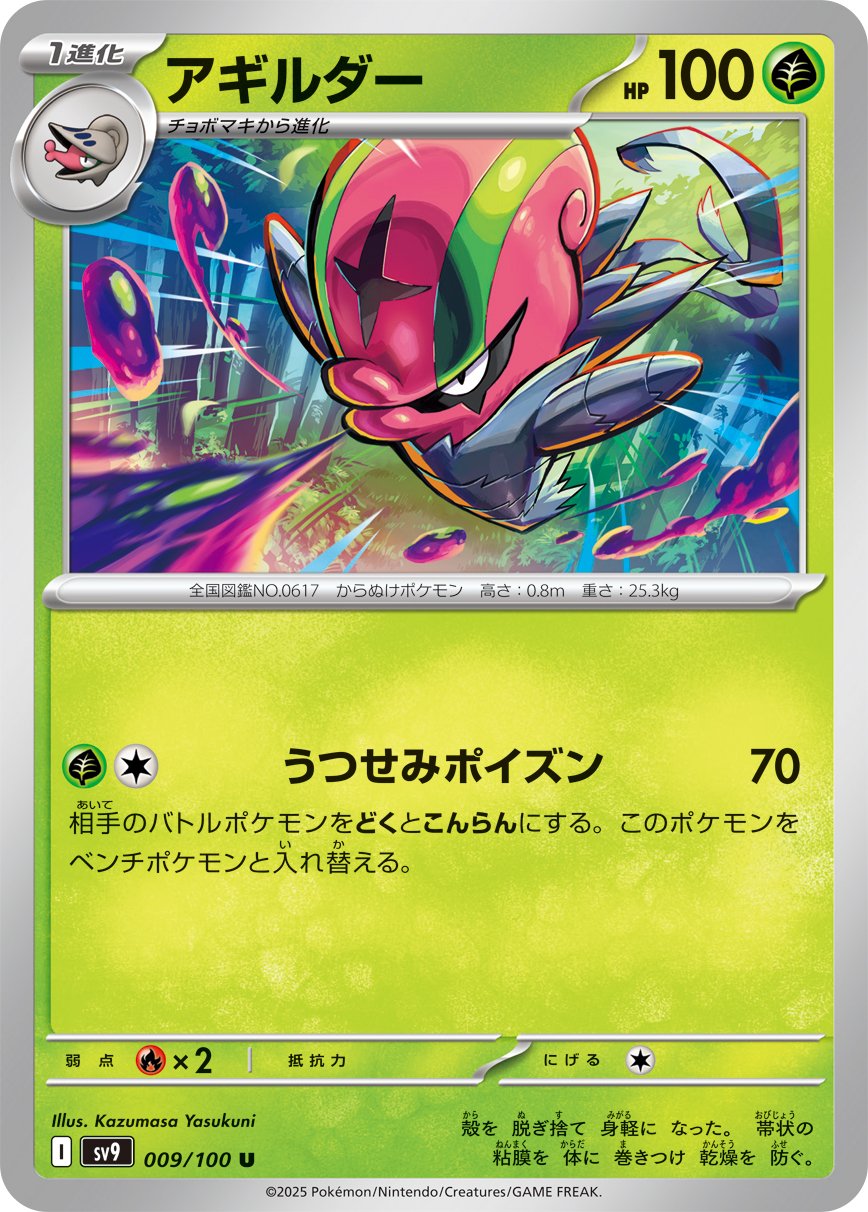 1進化
アギルダー
HP 100
チョボマキから進化
全国図鑑NO.0617 からぬけポケモン 高さ：0.8m 重さ：25.3kg
うつせみポイズン 70
相手のバトルポケモンをどくとこんらんにする。このポケモンを
ベンチポケモンと入れ替える。
弱点 ×2 抵抗力 にげる
Illus. Kazumasa Yasukuni
殻を 脱ぎ捨て 身軽に なった。 帯状の
粘膜を 体に 巻きつけ 乾燥を 防ぐ。
I sv9 009/100 U
©2025 Pokémon/Nintendo/Creatures/GAME FREAK.